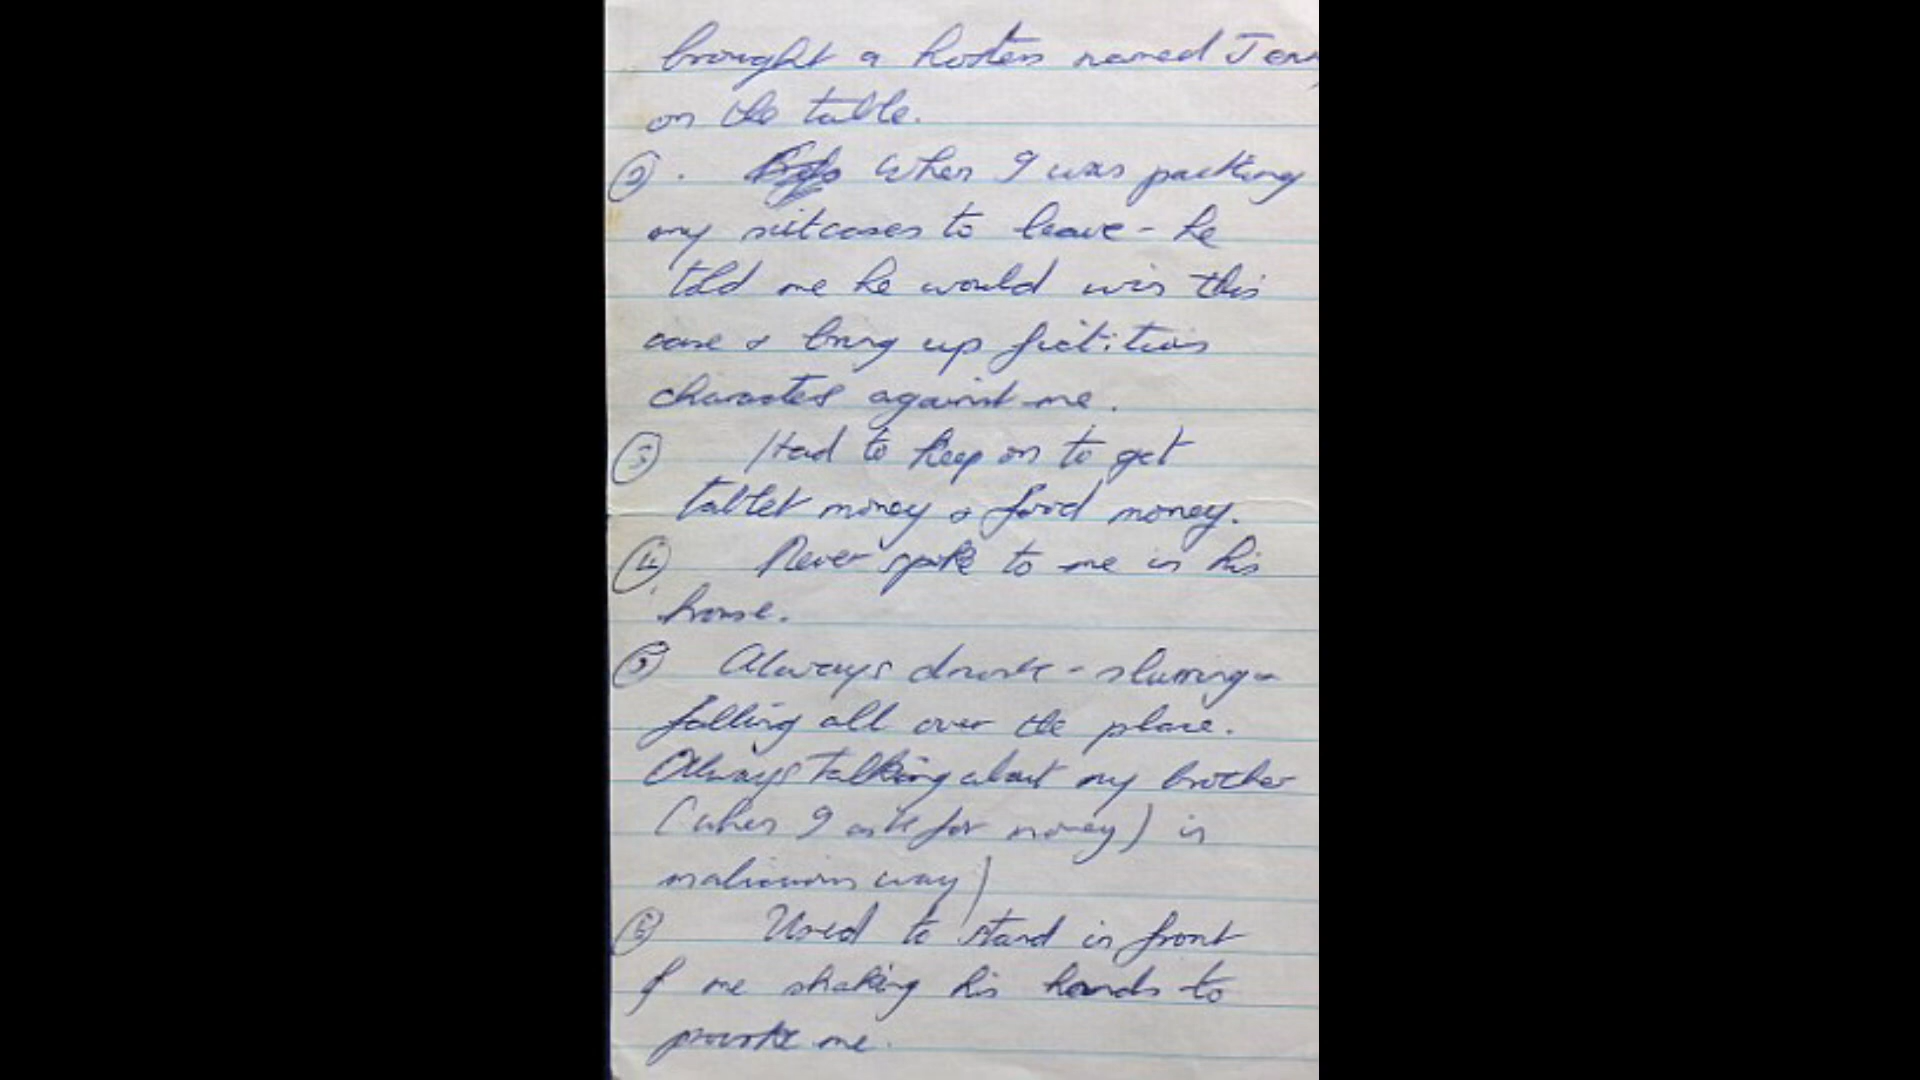 brought a hostess named
on the table.
②. When I was packing
my suitcases to leave - he
told me he would win this
case & bring up fictitious
characters against me.
③ Had to keep on to get
tablet money & food money.
④ Never spoke to me in his
house.
⑤ Always drunk - slurring -
falling all over the place.
Always talking about my brother
(when I ask for money) in
malicious way)
⑥ Used to stand in front
of me shaking his hands to
provoke me.